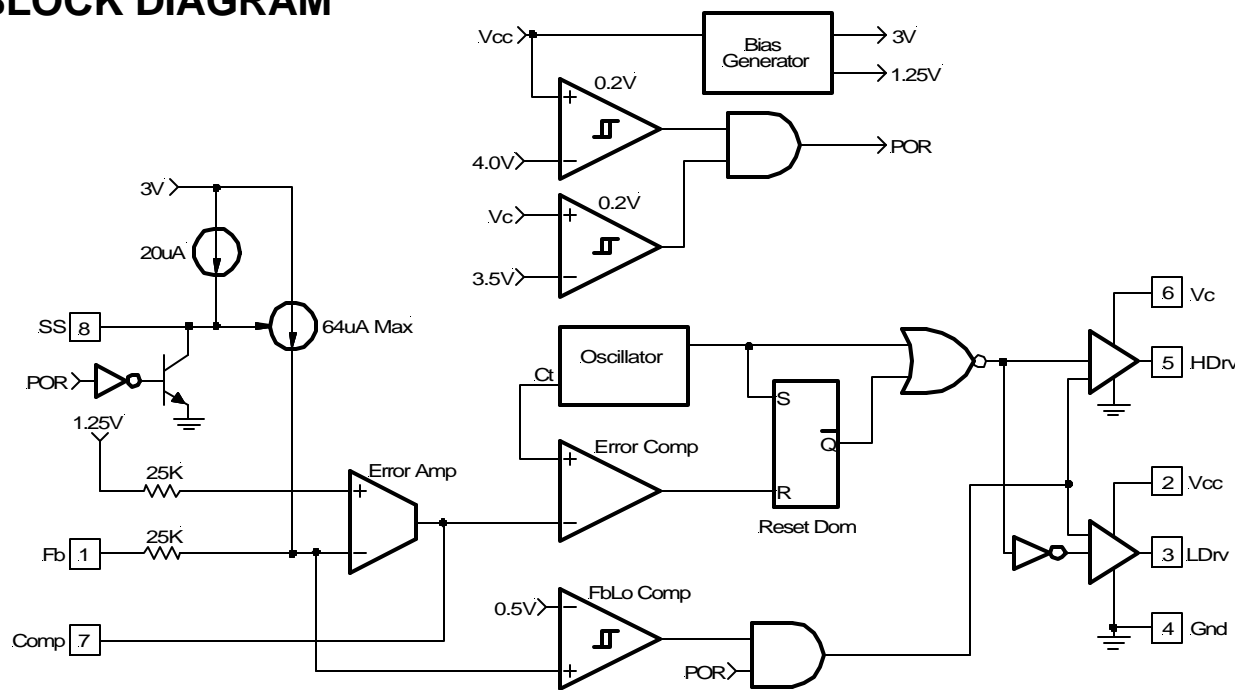 BLOCK DIAGRAM
Vcc
Bias
Generator
3V
1.25V
0.2V
4.0V
POR
3V
0.2V
Vc
20uA
3.5V
6 Vc
SS 8
64uA Max
Oscillator
5 HDrv
POR
Ct
S
1.25V
Error Comp
Q
25K
Error Amp
2 Vcc
R
Reset Dom
25K
Fb 1
3 LDrv
FbLo Comp
0.5V
Comp 7
4 Gnd
POR